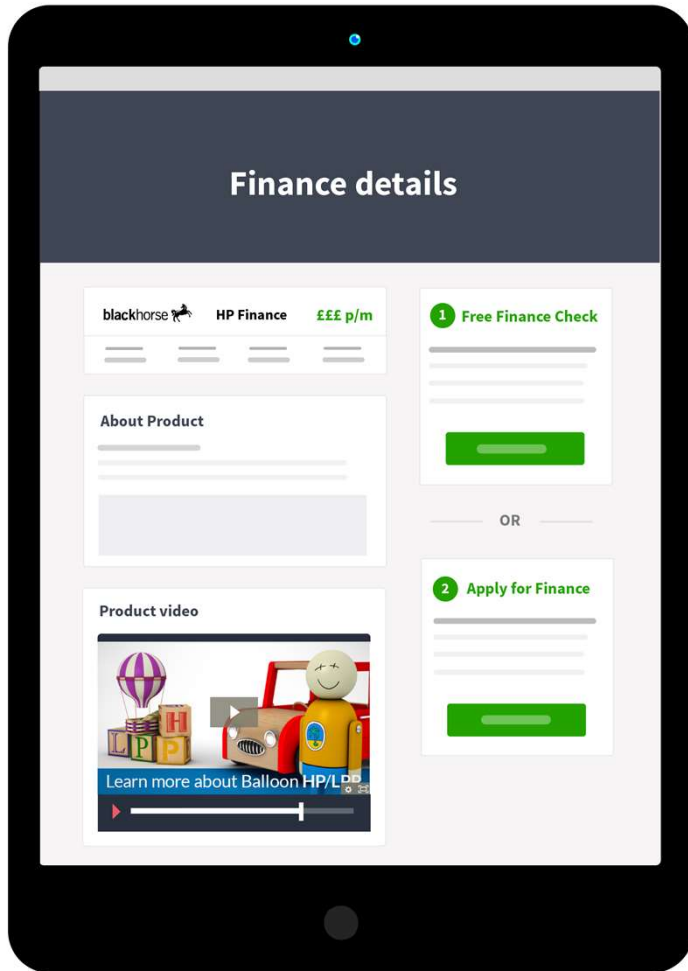 Finance details
blackhorse HP Finance £££ p/m
About Product
Product video
H
L P P
Learn more about Balloon HP/LPP
1 Free Finance Check
OR
2 Apply for Finance